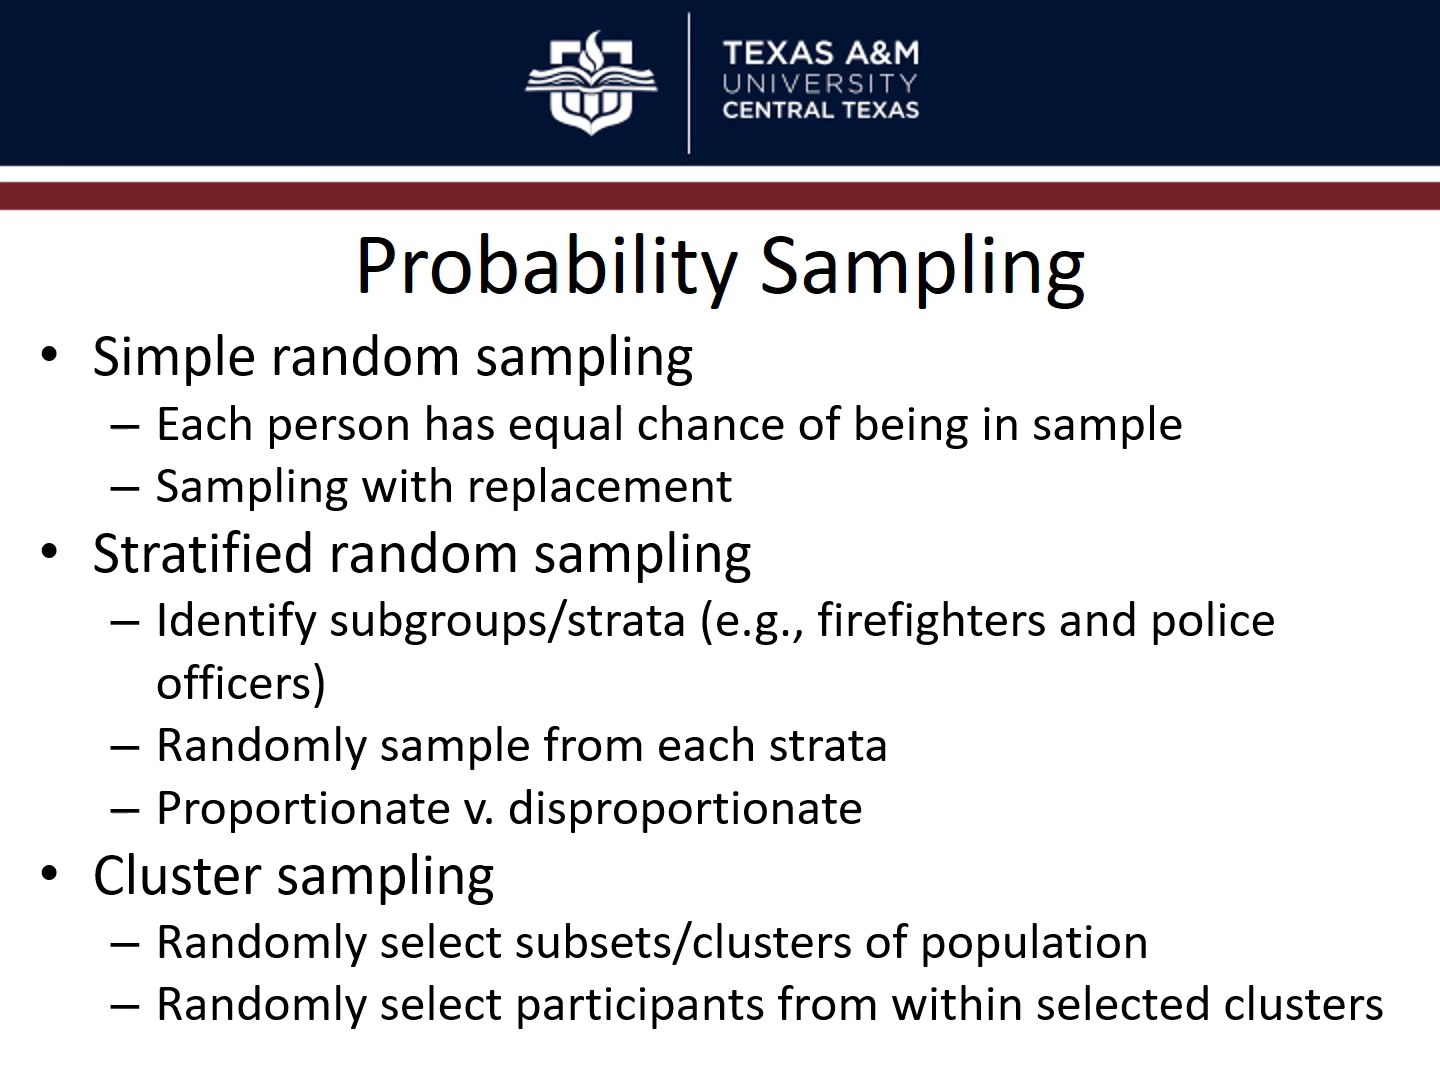 TEXAS A&M
UNIVERSITY
CENTRAL TEXAS
Probability Sampling
• Simple random sampling
– Each person has equal chance of being in sample
– Sampling with replacement
• Stratified random sampling
– Identify subgroups/strata (e.g., firefighters and police
officers)
– Randomly sample from each strata
– Proportionate v. disproportionate
• Cluster sampling
– Randomly select subsets/clusters of population
– Randomly select participants from within selected clusters